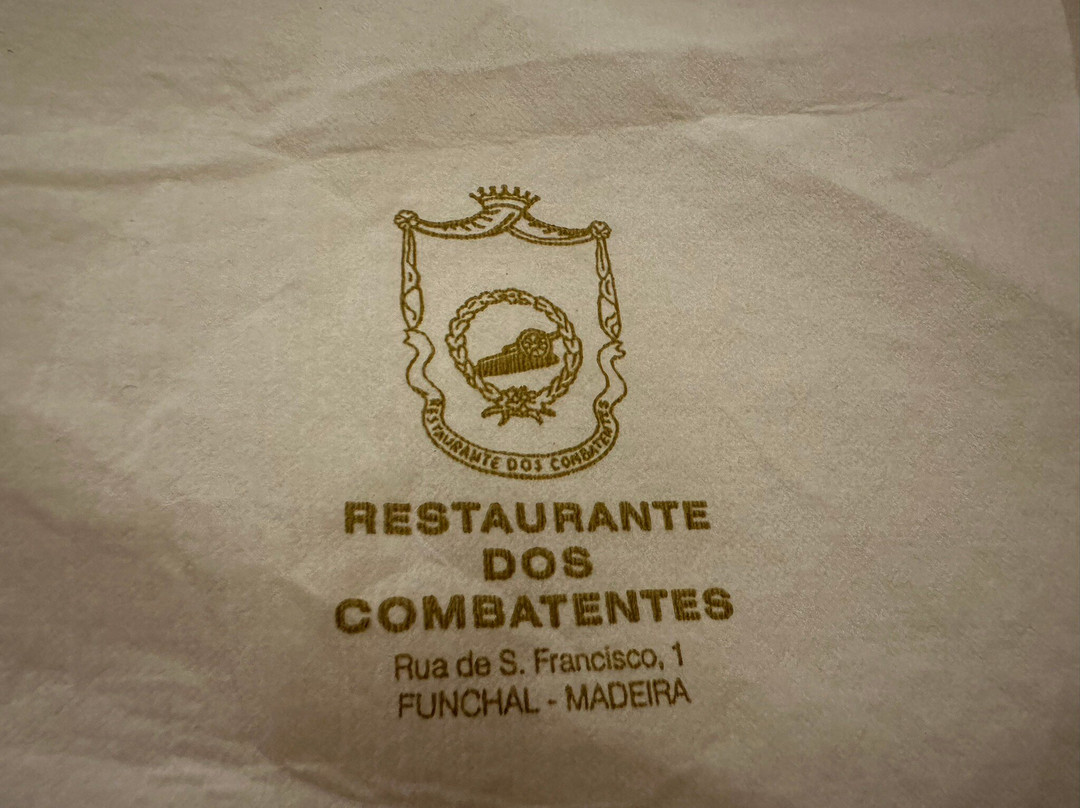 RESTAURANTE DOS COMBATENTES
RESTAURANTE
DOS
COMBATENTES
Rua de S. Francisco, 1
FUNCHAL - MADEIRA